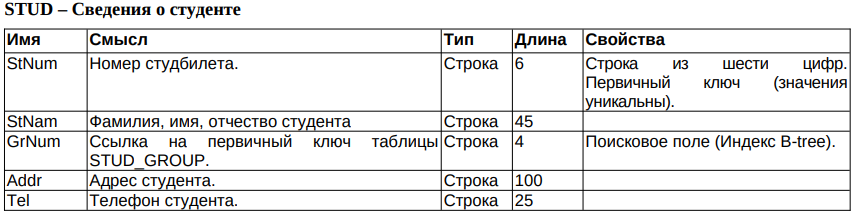 STUD – Сведения о студенте
Имя Смысл Тип Длина Свойства
StNum Номер студбилета. Строка 6 Строка из шести цифр.
Первичный ключ (значения
уникальны).
StNam Фамилия, имя, отчество студента Строка 45
GrNum Ссылка на первичный ключ таблицы Строка 4 Поисковое поле (Индекс B-tree).
STUD_GROUP.
Addr Адрес студента. Строка 100
Tel Телефон студента. Строка 25